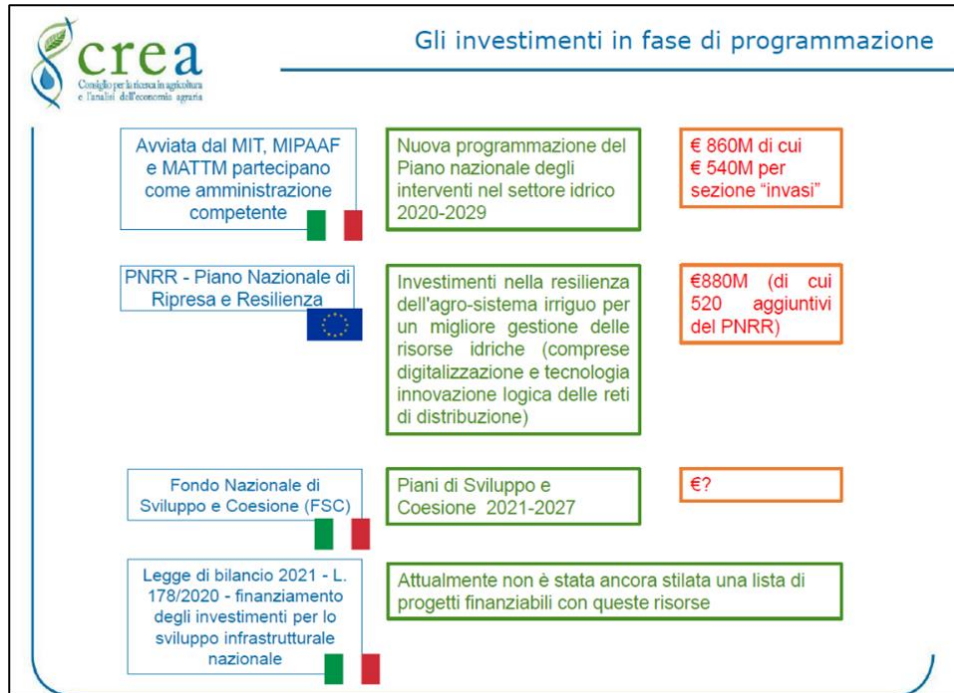 Gli investimenti in fase di programmazione
crea
Consiglio per la ricerca in agricoltura
e l'analisi dell'economia agraria
Avviata dal MIT, MIPAAF
e MATTM partecipano
come amministrazione
competente
Nuova programmazione del
Piano nazionale degli
interventi nel settore idrico
2020-2029
€ 860M di cui
€ 540M per
sezione “invasi”
PNRR - Piano Nazionale di
Ripresa e Resilienza
Investimenti nella resilienza
dell'agro-sistema irriguo per
un migliore gestione delle
risorse idriche (comprese
digitalizzazione e tecnologia
innovazione logica delle reti
di distribuzione)
€880M (di cui
520 aggiuntivi
del PNRR)
Fondo Nazionale di
Sviluppo e Coesione (FSC)
Piani di Sviluppo e
Coesione 2021-2027
€?
Legge di bilancio 2021 - L.
178/2020 - finanziamento
degli investimenti per lo
sviluppo infrastrutturale
nazionale
Attualmente non è stata ancora stilata una lista di
progetti finanziabili con queste risorse